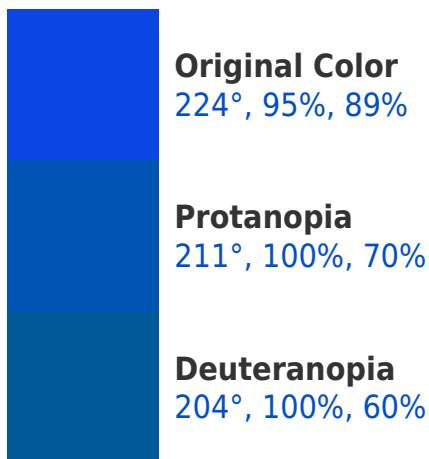 Original Color
224°, 95%, 89%
Protanopia
211°, 100%, 70%
Deuteranopia
204°, 100%, 60%